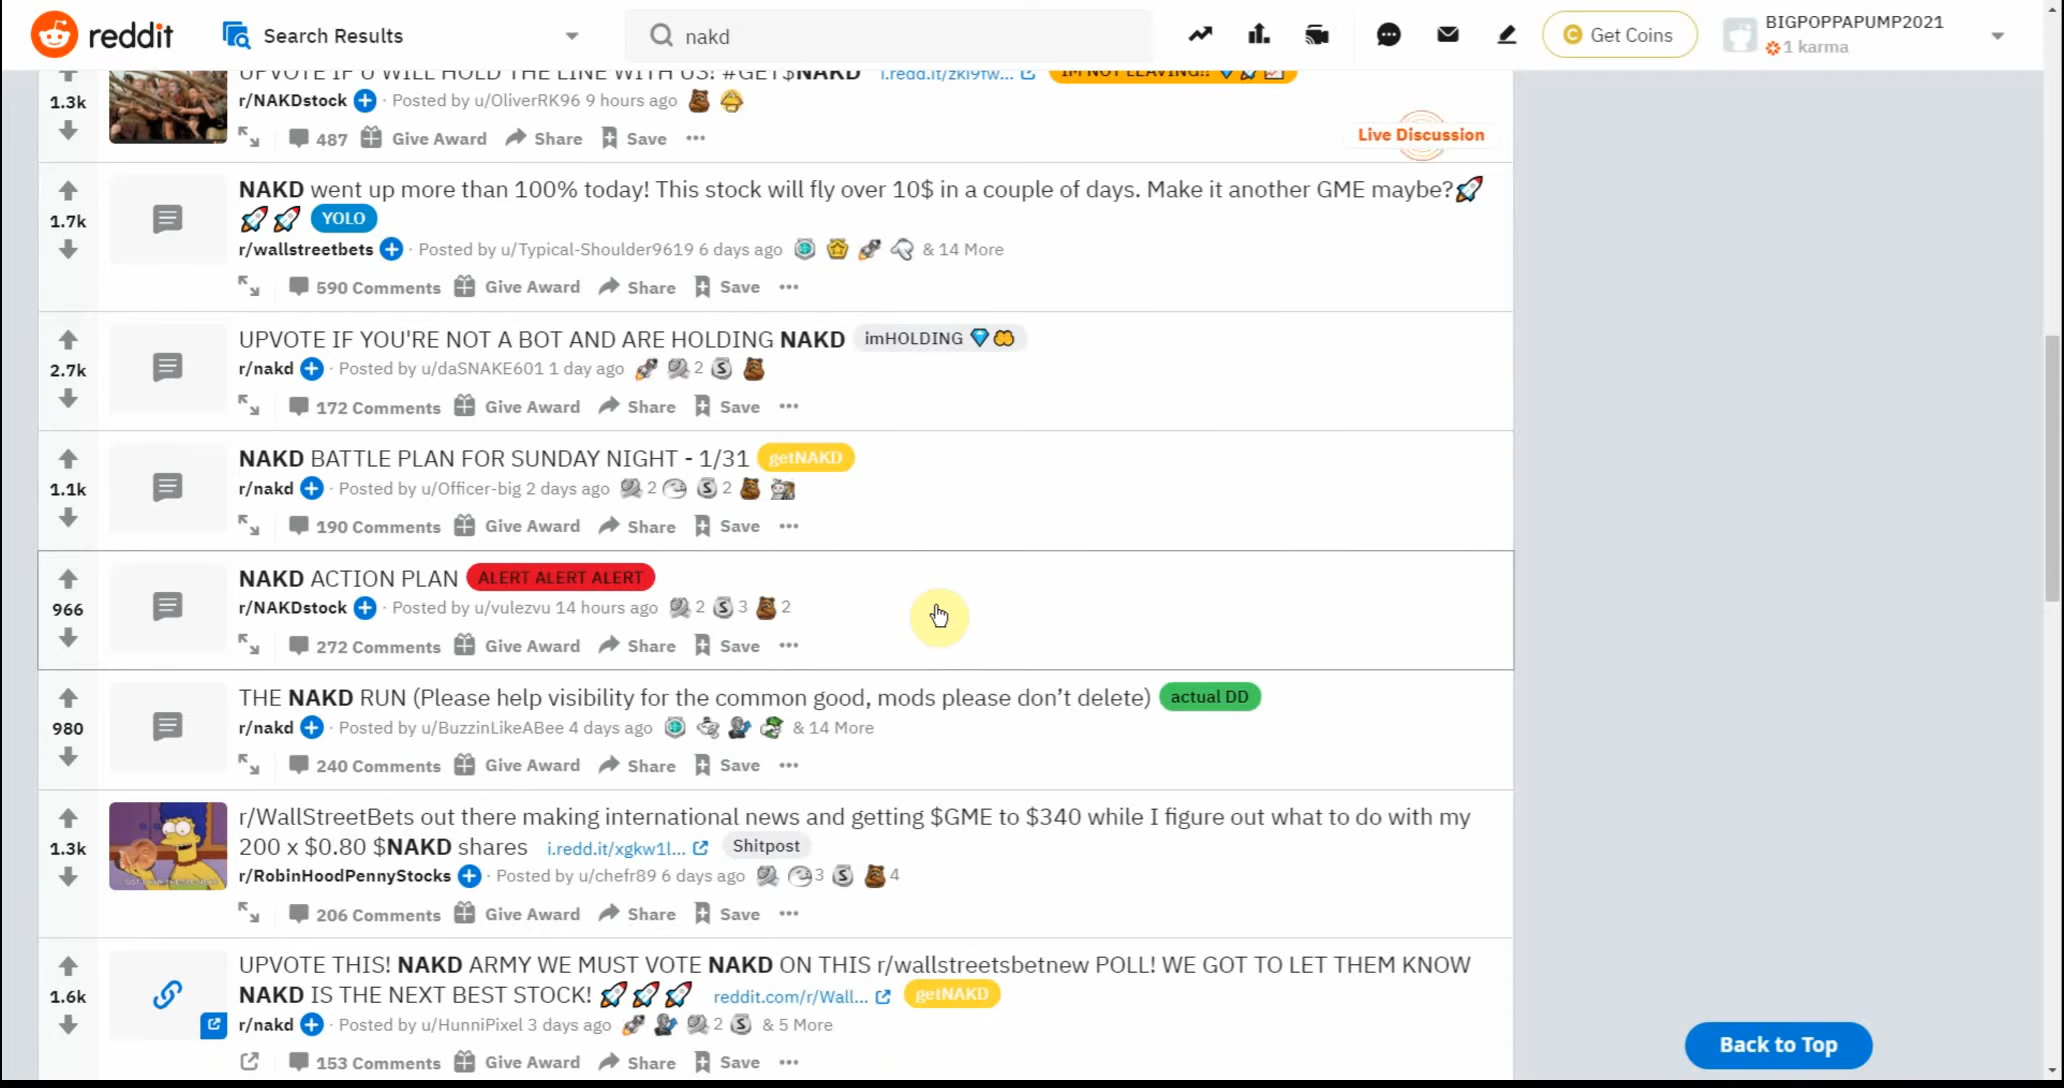 reddit Search Results nakd Get Coins BIGPOPPAPUMP2021
1 karma
UPVOTE IF U WILL HOLD THE LINE WITH US! #GET$NAKD i.redd.it/zkl9fw... IM NOT LEAVING!!
1.3k r/NAKDstock · Posted by u/OliverRK96 9 hours ago
487 Give Award Share Save ···
Live Discussion
NAKD went up more than 100% today! This stock will fly over 10$ in a couple of days. Make it another GME maybe?🚀
🚀 🚀 YOLO
1.7k
r/wallstreetbets · Posted by u/Typical-Shoulder9619 6 days ago & 14 More
590 Comments Give Award Share Save ···
UPVOTE IF YOU'RE NOT A BOT AND ARE HOLDING NAKD imHOLDING
2.7k r/nakd · Posted by u/daSNAKE601 1 day ago 2
172 Comments Give Award Share Save ···
NAKD BATTLE PLAN FOR SUNDAY NIGHT - 1/31 getNAKD
1.1k r/nakd · Posted by u/Officer-big 2 days ago 2 2
190 Comments Give Award Share Save ···
NAKD ACTION PLAN ALERT ALERT ALERT
966 r/NAKDstock · Posted by u/vulezvu 14 hours ago 2 3 2
272 Comments Give Award Share Save ···
THE NAKD RUN (Please help visibility for the common good, mods please don’t delete) actual DD
980 r/nakd · Posted by u/BuzzinLikeABee 4 days ago & 14 More
240 Comments Give Award Share Save ···
r/WallStreetBets out there making international news and getting $GME to $340 while I figure out what to do with my
1.3k 200 x $0.80 $NAKD shares i.redd.it/xgkw1l... Shitpost
r/RobinHoodPennyStocks · Posted by u/chefr89 6 days ago 3 4
206 Comments Give Award Share Save ···
UPVOTE THIS! NAKD ARMY WE MUST VOTE NAKD ON THIS r/wallstreetsbetnew POLL! WE GOT TO LET THEM KNOW
1.6k NAKD IS THE NEXT BEST STOCK! 🚀🚀🚀 reddit.com/r/Wall... getNAKD
r/nakd · Posted by u/HunniPixel 3 days ago 2 & 5 More
153 Comments Give Award Share Save ···
Back to Top